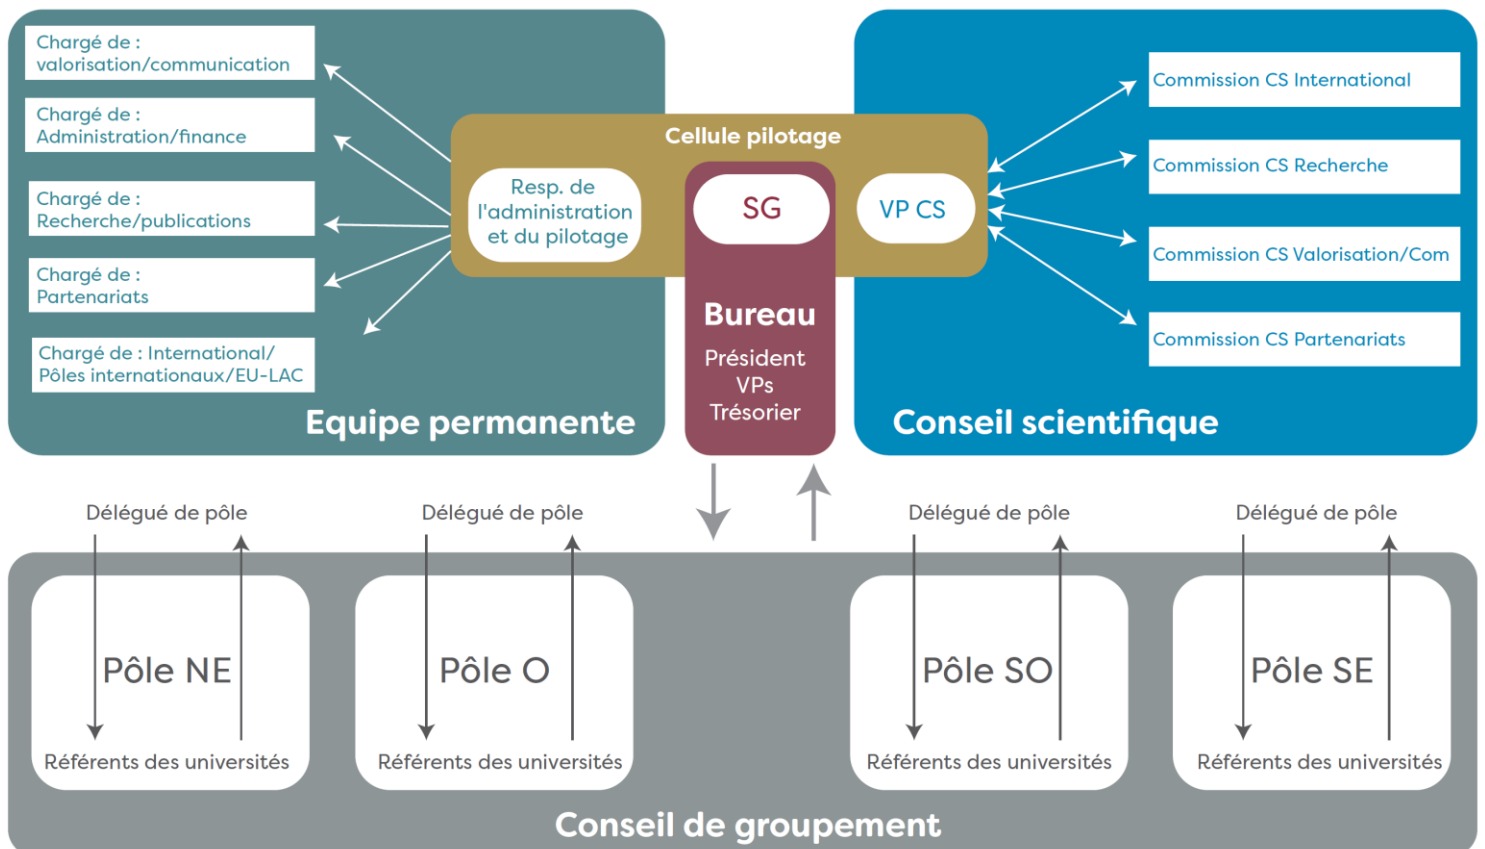 Chargé de :
valorisation/communication
Chargé de :
Administration/finance
Chargé de :
Recherche/publications
Chargé de :
Partenariats
Chargé de : International/
Pôles internationaux/EU-LAC
Equipe permanente
Cellule pilotage
Resp. de
l'administration
et du pilotage
SG
VP CS
Bureau
Président
VPs
Trésorier
Commission CS International
Commission CS Recherche
Commission CS Valorisation/Com
Commission CS Partenariats
Conseil scientifique
Délégué de pôle
Délégué de pôle
Délégué de pôle
Délégué de pôle
Pôle NE
Pôle O
Pôle SO
Pôle SE
Référents des universités
Référents des universités
Référents des universités
Référents des universités
Conseil de groupement